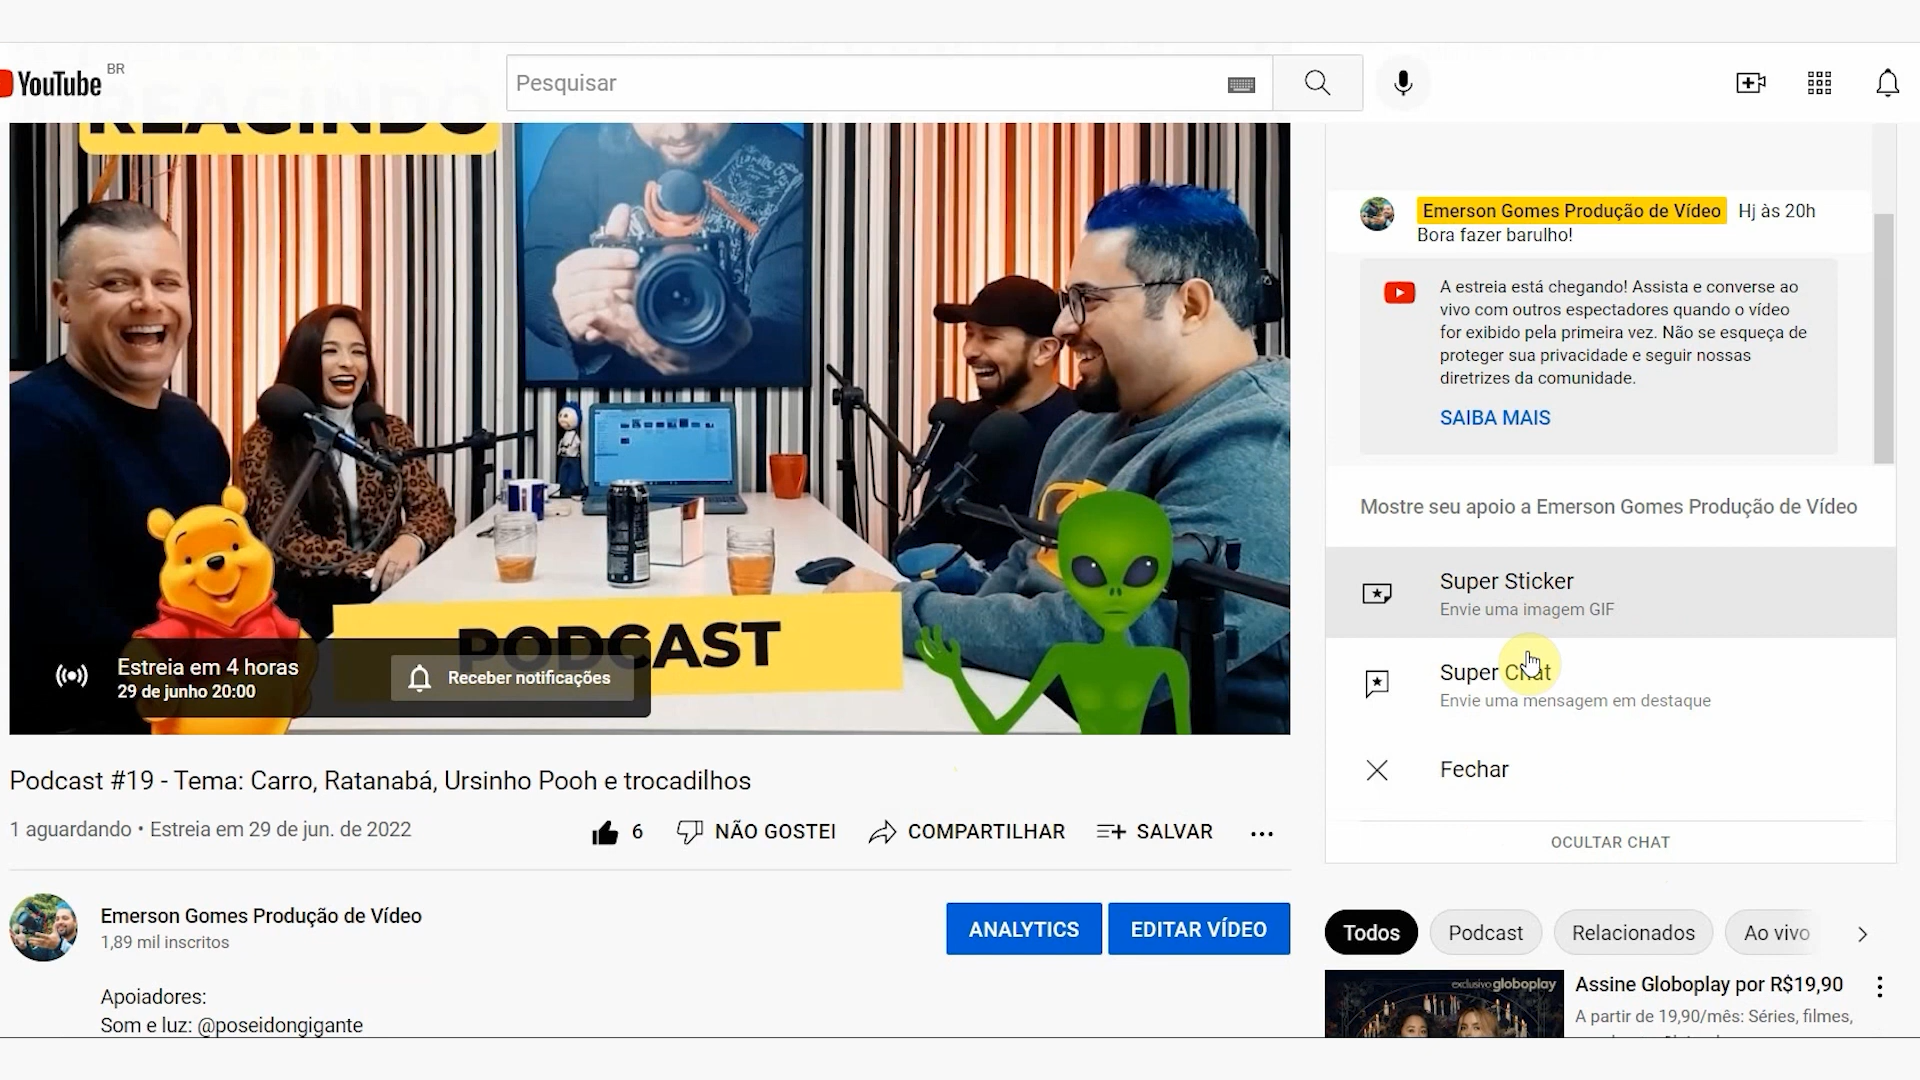 YouTube BR
Pesquisar
REAGINDO
PODCAST
Estreia em 4 horas
29 de junho 20:00
Receber notificações
Podcast #19 - Tema: Carro, Ratanabá, Ursinho Pooh e trocadilhos
1 aguardando • Estreia em 29 de jun. de 2022
6
NÃO GOSTEI
COMPARTILHAR
SALVAR
Emerson Gomes Produção de Vídeo
1,89 mil inscritos
ANALYTICS
EDITAR VÍDEO
Apoiadores:
Som e luz: @poseidongigante
Emerson Gomes Produção de Vídeo Hj às 20h
Bora fazer barulho!
A estreia está chegando! Assista e converse ao
vivo com outros espectadores quando o vídeo
for exibido pela primeira vez. Não se esqueça de
proteger sua privacidade e seguir nossas
diretrizes da comunidade.
SAIBA MAIS
Mostre seu apoio a Emerson Gomes Produção de Vídeo
Super Sticker
Envie uma imagem GIF
Super Chat
Envie uma mensagem em destaque
Fechar
OCULTAR CHAT
Todos
Podcast
Relacionados
Ao vivo
exclusivo globoplay
Assine Globoplay por R$19,90
A partir de 19,90/mês: Séries, filmes,